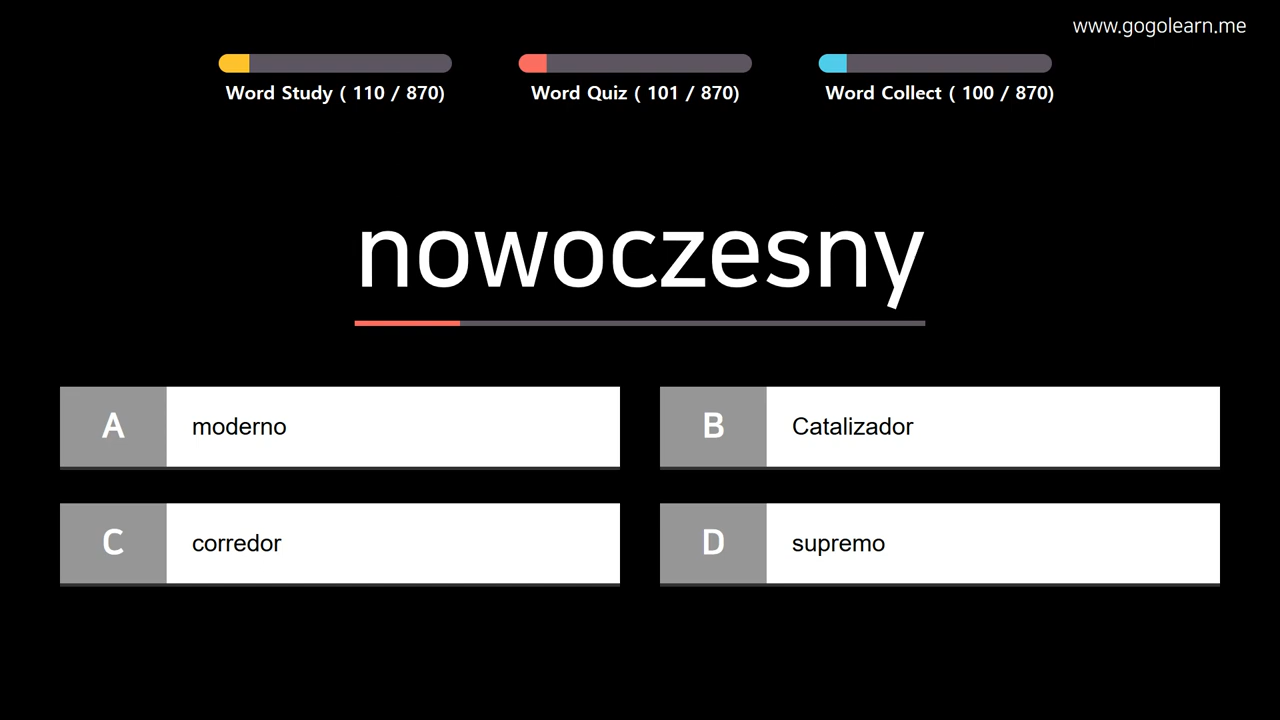 www.gogolearn.me
Word Study ( 110 / 870)
Word Quiz ( 101 / 870)
Word Collect ( 100 / 870)
nowoczesny
A moderno
B Catalizador
C corredor
D supremo